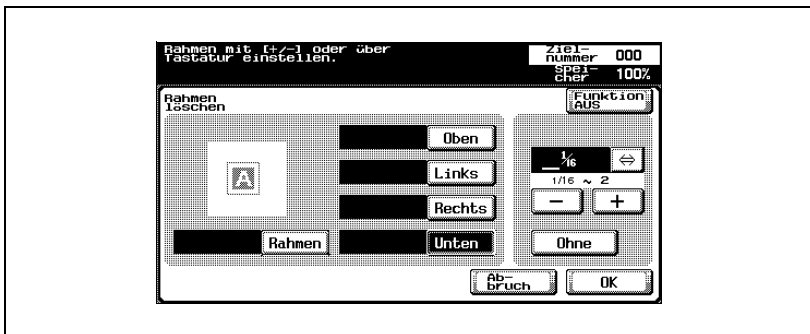 Rahmen mit [+/-] oder über
Tastatur einstellen.
Ziel-
nummer 000
Spei-
cher 100%
Rahmen
löschen
Funktion
AUS
A
Oben
Links
Rechts
Rahmen
Unten
_1/16
⇔
1/16 ~ 2
− +
Ohne
Ab-
bruch
OK